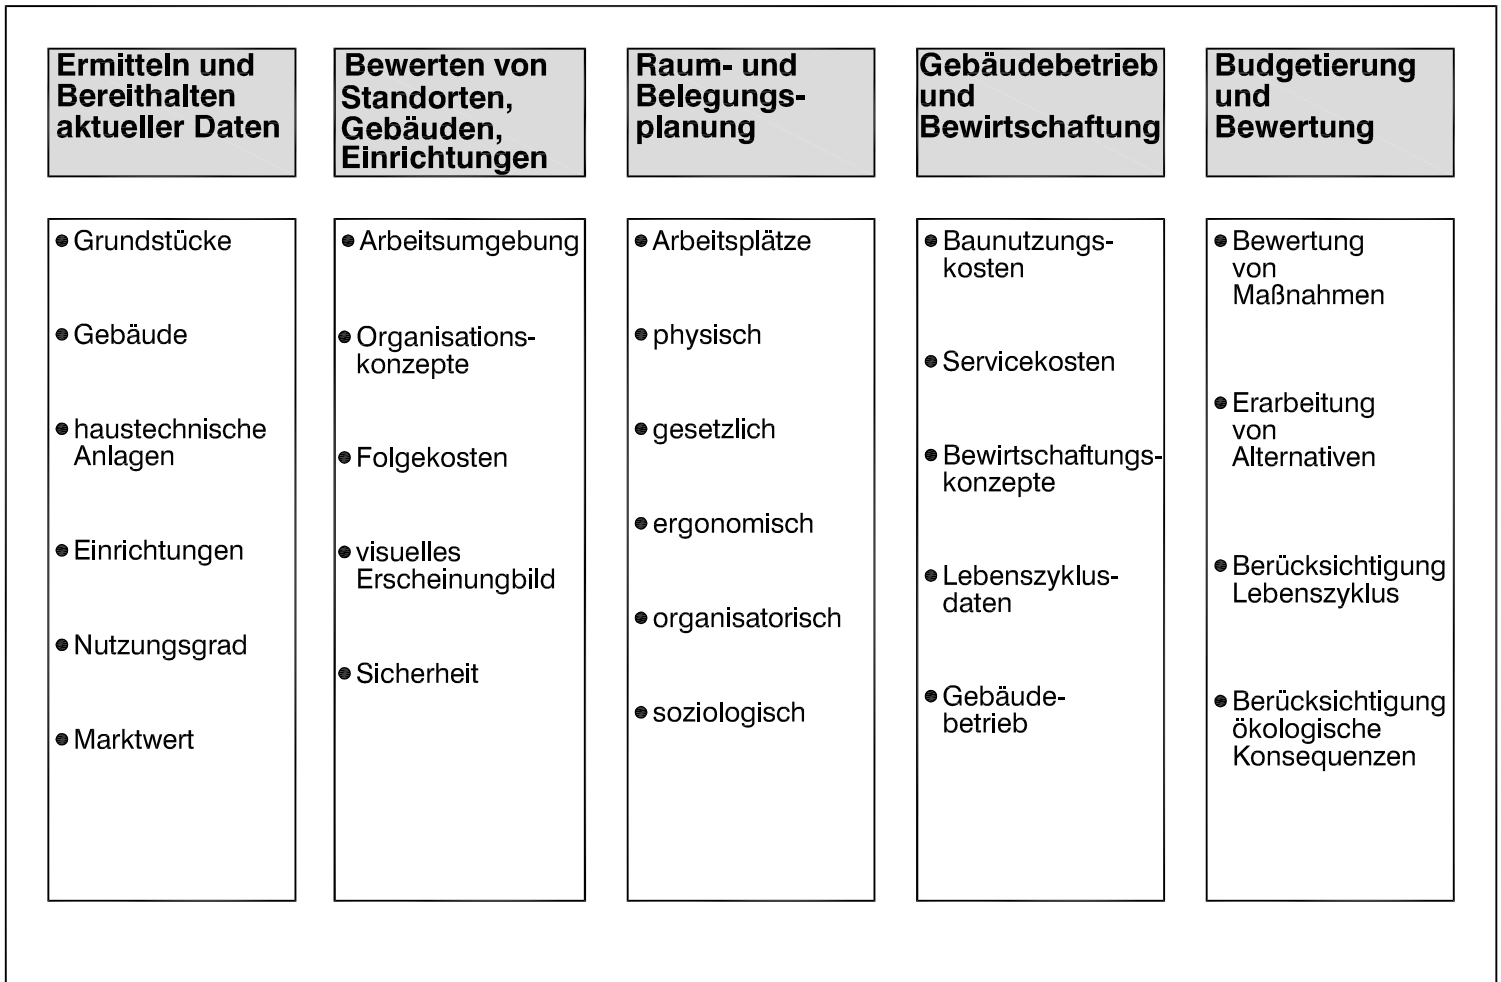 Ermitteln und
Bereithalten
aktueller Daten
Grundstücke
Gebäude
haustechnische
Anlagen
Einrichtungen
Nutzungsgrad
Marktwert
Bewerten von
Standorten,
Gebäuden,
Einrichtungen
Arbeitsumgebung
Organisations-
konzepte
Folgekosten
visuelles
Erscheinungbild
Sicherheit
Raum- und
Belegungs-
planung
Arbeitsplätze
physisch
gesetzlich
ergonomisch
organisatorisch
soziologisch
Gebäudebetrieb
und
Bewirtschaftung
Baunutzungs-
kosten
Servicekosten
Bewirtschaftungs-
konzepte
Lebenszyklus-
daten
Gebäude-
betrieb
Budgetierung
und
Bewertung
Bewertung
von
Maßnahmen
Erarbeitung
von
Alternativen
Berücksichtigung
Lebenszyklus
Berücksichtigung
ökologische
Konsequenzen